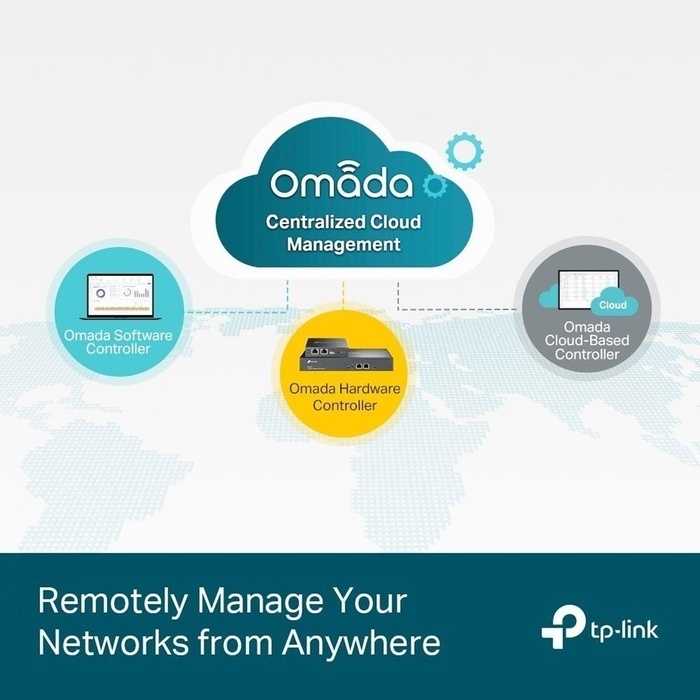 Omada
Centralized Cloud
Management
Omada Software
Controller
Omada Hardware
Controller
Cloud
Omada
Cloud-Based
Controller
Remotely Manage Your
Networks from Anywhere
tp-link